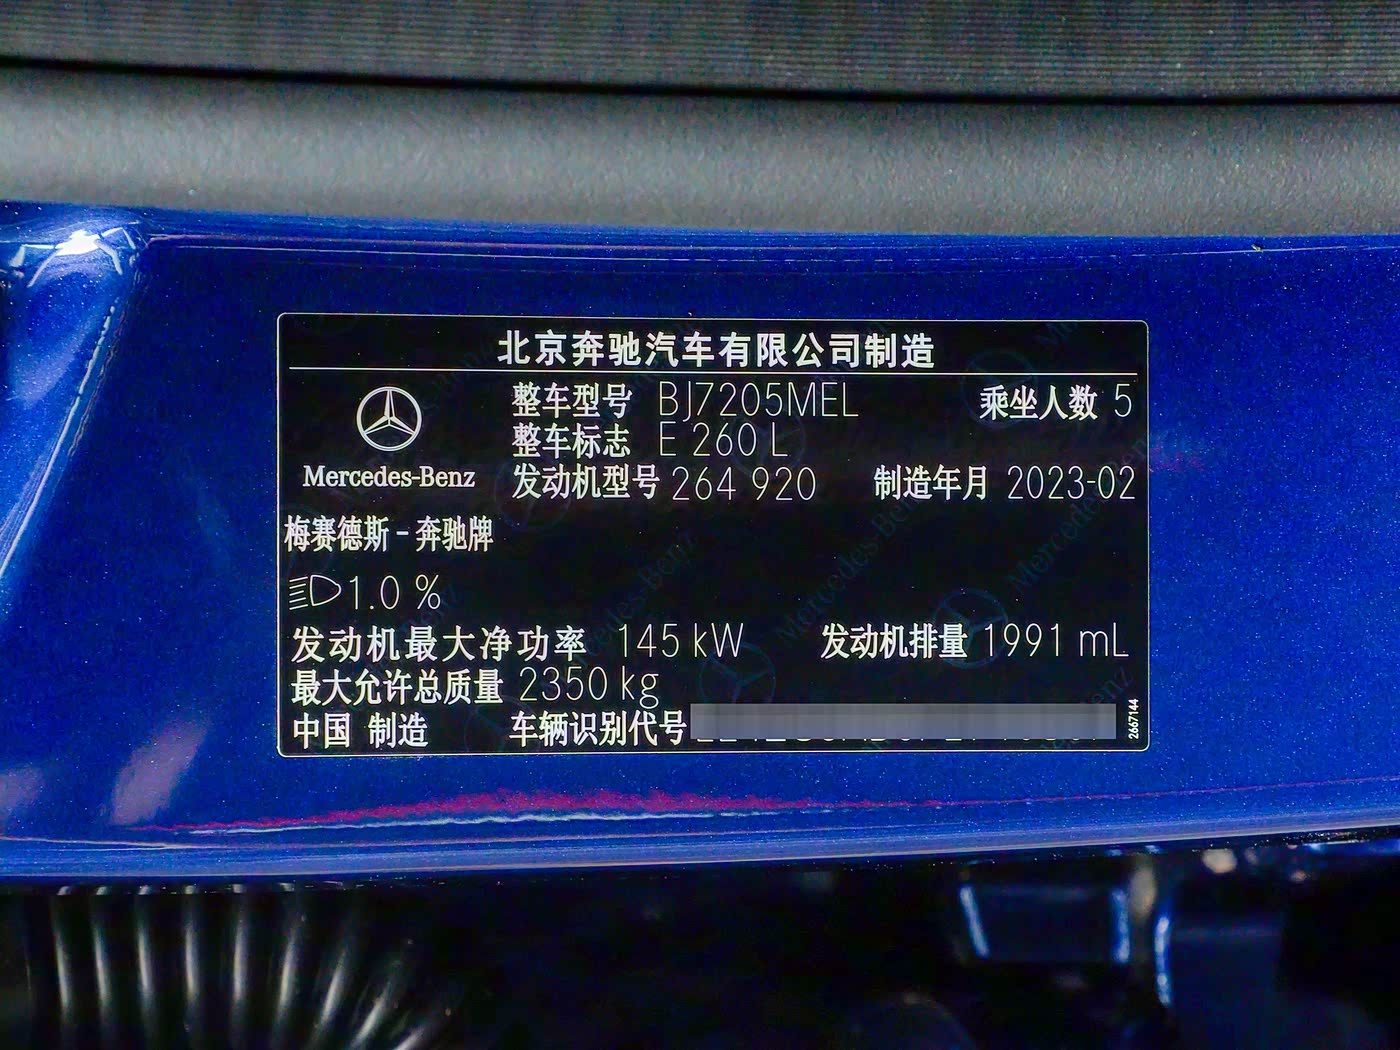 北京奔驰汽车有限公司制造
整车型号 BJ7205MEL 乘坐人数 5
整车标志 E 260 L
Mercedes-Benz 发动机型号 264 920 制造年月 2023-02
梅赛德斯-奔驰牌
1.0 %
发动机最大净功率 145 kW 发动机排量 1991 mL
最大允许总质量 2350 kg
中国 制造 车辆识别代号
2667144